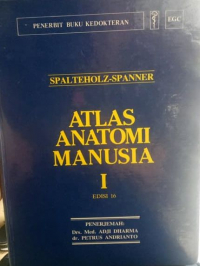 PENERBIT BUKU KEDOKTERAN EGC
SPALTEHOLZ-SPANNER
ATLAS
ANATOMI
MANUSIA
I
EDISI 16
PENERJEMAH:
Drs. Med. ADJI DHARMA
dr. PETRUS ANDRIANTO